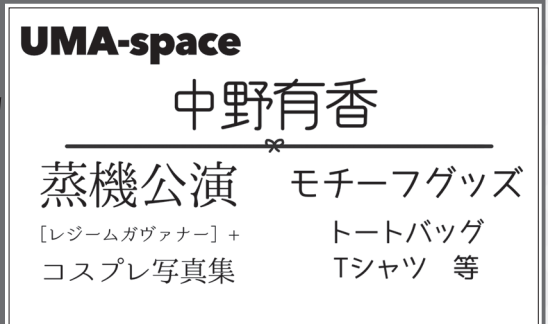 UMA-space
中野有香
蒸機公演
[レジームガヴァナー] +
コスプレ写真集
モチーフグッズ
トートバッグ
Tシャツ 等